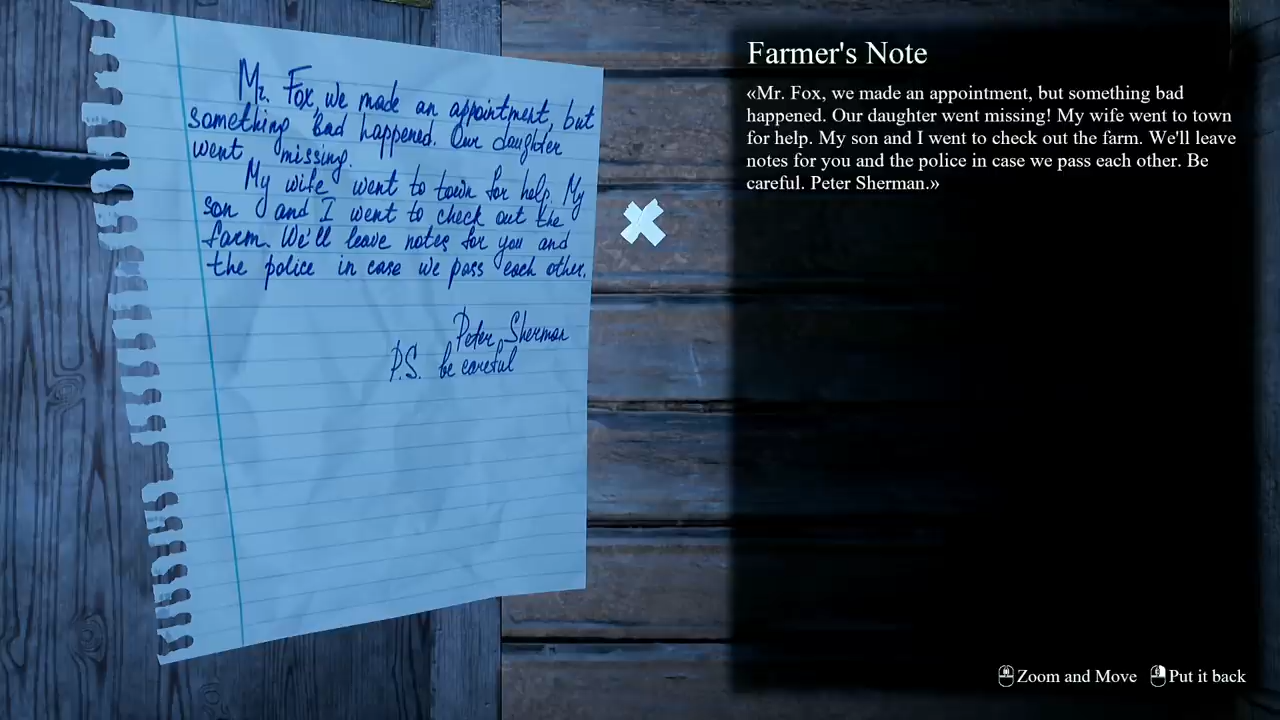 Mr. Fox, we made an appointment, but
something bad happened. Our daughter
went missing.
My wife went to town for help. My
son and I went to check out the
farm. We'll leave notes for you and
the police in case we pass each other.
Peter Sherman
P.S. be careful
Farmer's Note
«Mr. Fox, we made an appointment, but something bad
happened. Our daughter went missing! My wife went to town
for help. My son and I went to check out the farm. We'll leave
notes for you and the police in case we pass each other. Be
careful. Peter Sherman.»
Zoom and Move Put it back